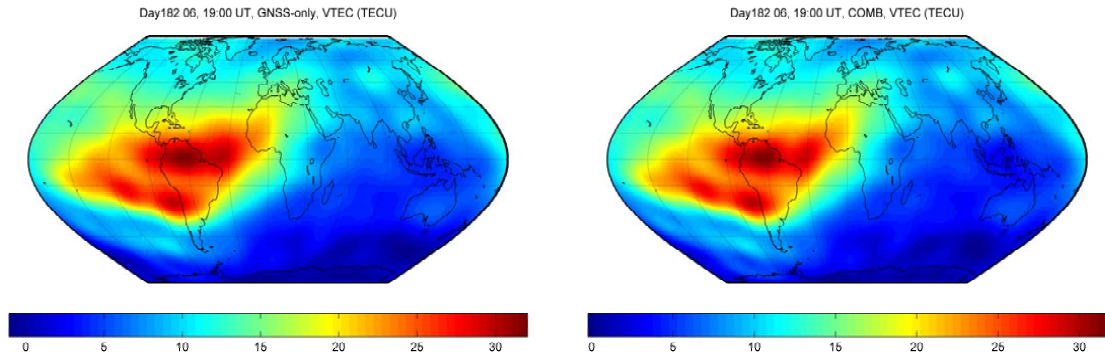 Day182 06, 19:00 UT, GNSS-only, VTEC (TECU)
Day182 06, 19:00 UT, COMB, VTEC (TECU)
0 5 10 15 20 25 30
0 5 10 15 20 25 30